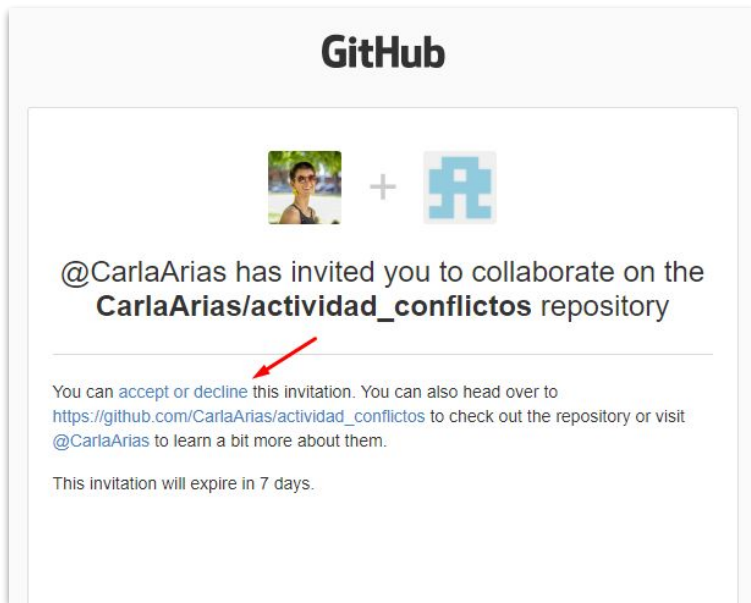 GitHub
@CarlaArias has invited you to collaborate on the
CarlaArias/actividad_conflictos repository
You can accept or decline this invitation. You can also head over to
https://github.com/CarlaArias/actividad_conflictos to check out the repository or visit
@CarlaArias to learn a bit more about them.
This invitation will expire in 7 days.